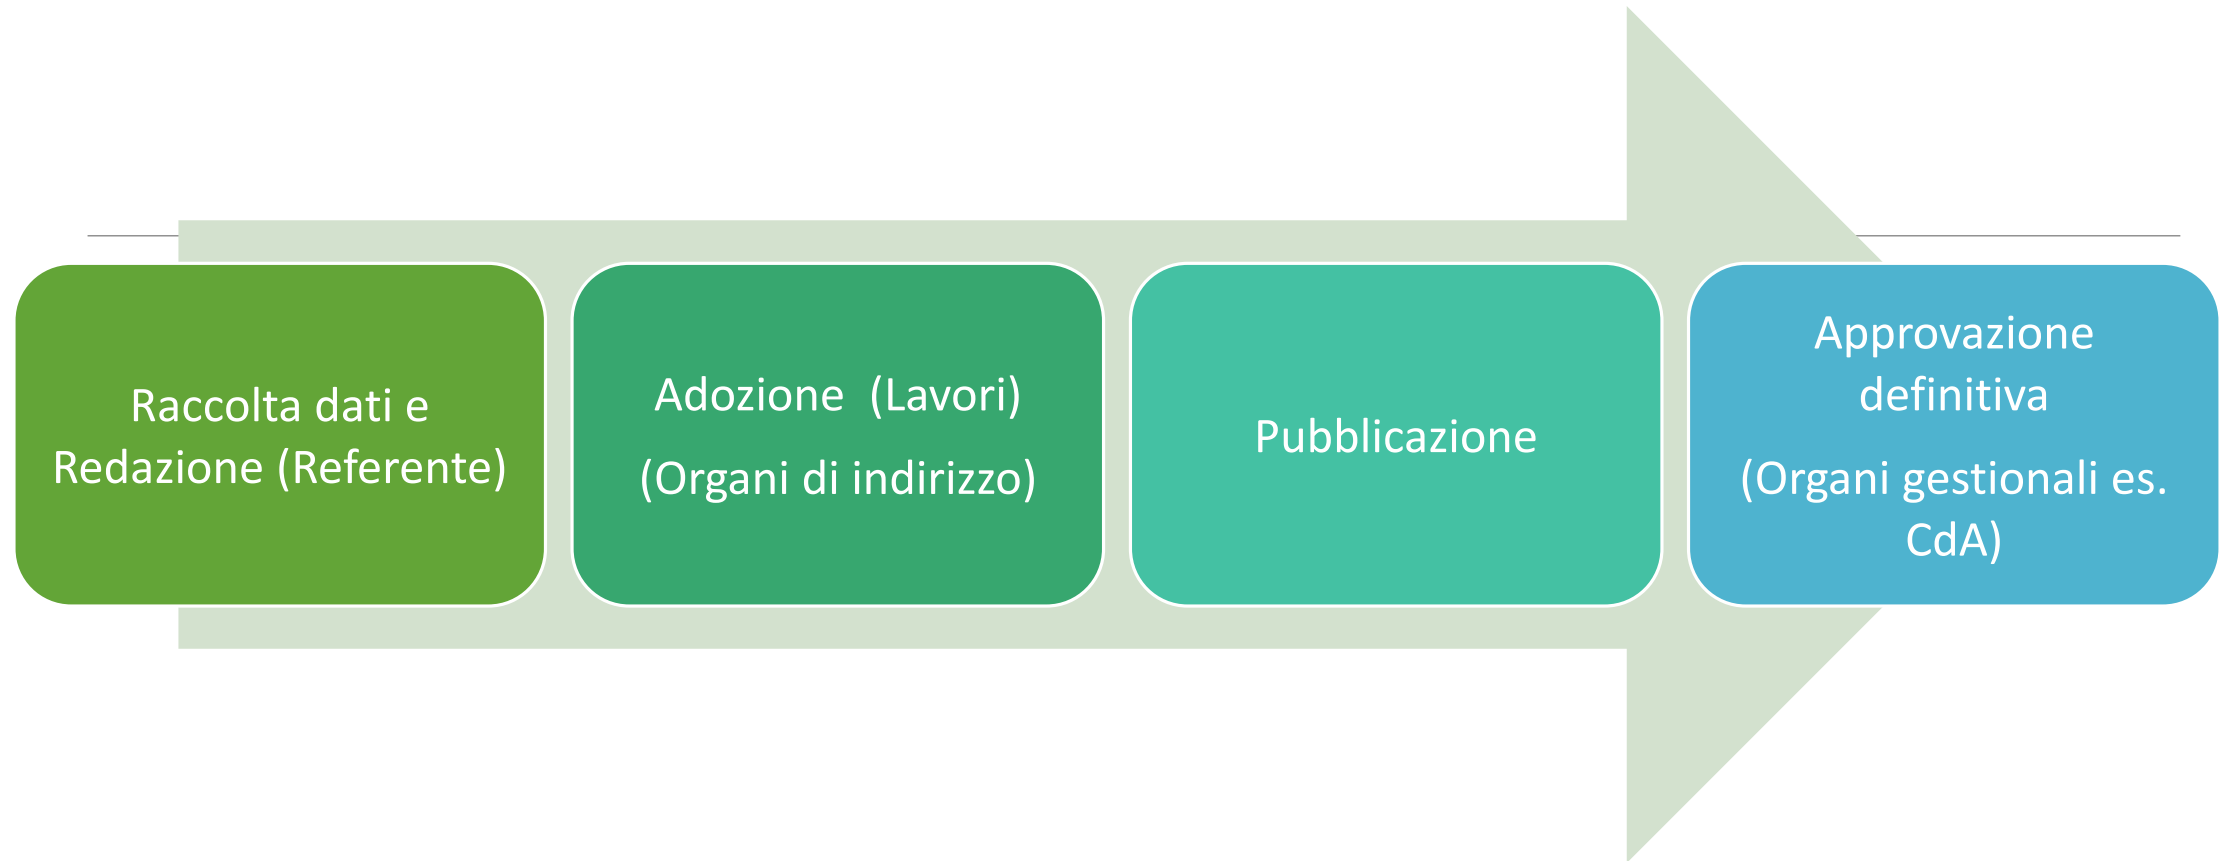 Raccolta dati e
Redazione (Referente)
Adozione  (Lavori)
(Organi di indirizzo)
Pubblicazione
Approvazione
definitiva
(Organi gestionali es.
CdA)